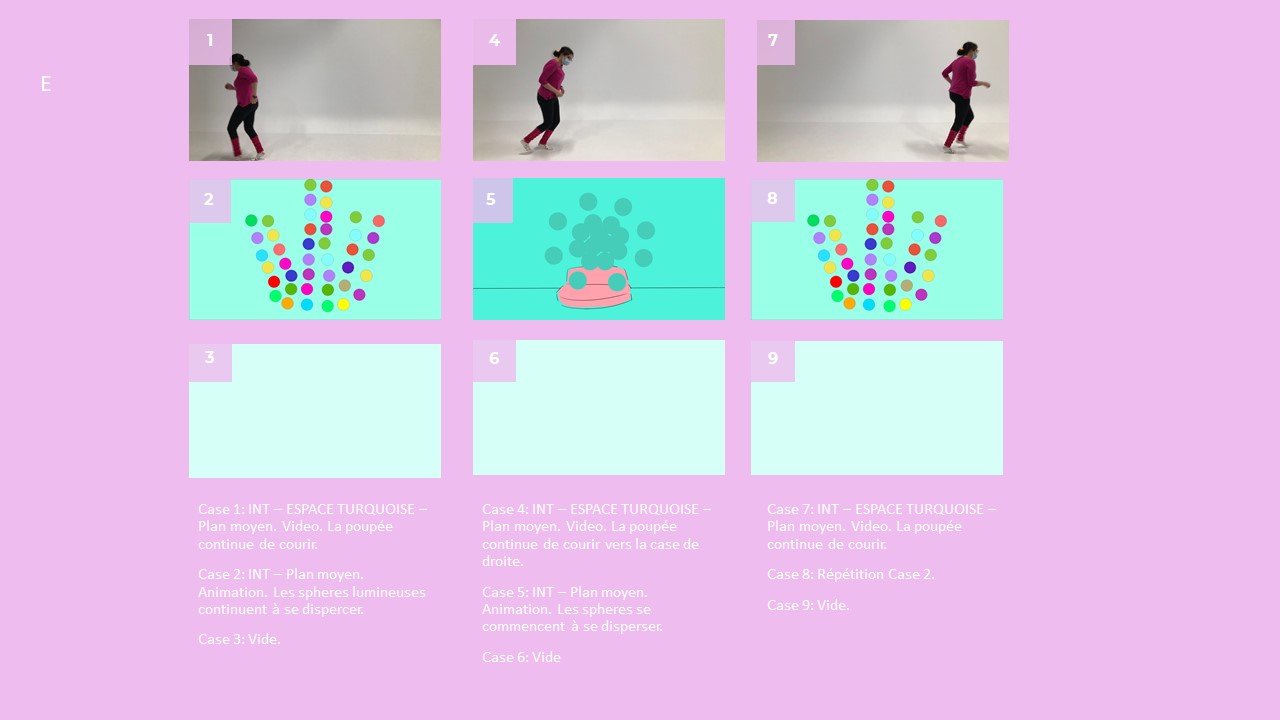 E
1
4
7
2
5
8
3
6
9
Case 1: INT – ESPACE TURQUOISE –
Plan moyen. Video. La poupée
continue de courir.
Case 2: INT – Plan moyen.
Animation. Les spheres lumineuses
continuent à se dispercer.
Case 3: Vide.
Case 4: INT – ESPACE TURQUOISE –
Plan moyen. Video. La poupée
continue de courir vers la case de
droite.
Case 5: INT – Plan moyen.
Animation. Les spheres se
commencent à se disperser.
Case 6: Vide
Case 7: INT – ESPACE TURQUOISE –
Plan moyen. Video. La poupée
continue de courir.
Case 8: Répétition Case 2.
Case 9: Vide.